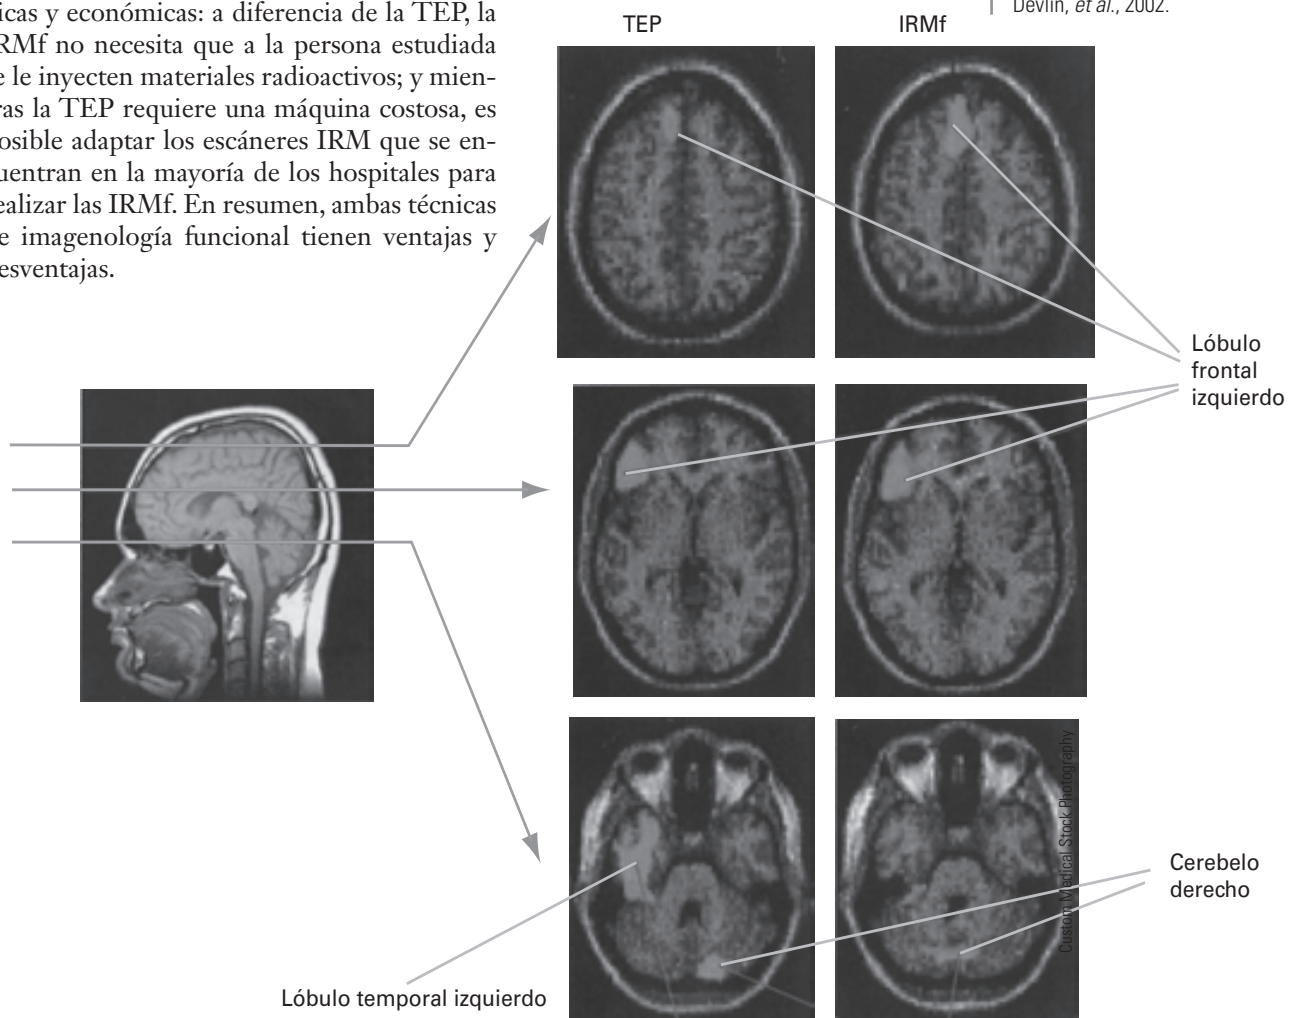 icas y económicas: a diferencia de la TEP, la
RMf no necesita que a la persona estudiada
e le inyecten materiales radioactivos; y mien-
ras la TEP requiere una máquina costosa, es
osible adaptar los escáneres IRM que se en-
uentran en la mayoría de los hospitales para
ealizar las IRMf. En resumen, ambas técnicas
e imagenología funcional tienen ventajas y
esventajas.
Devlin, et al., 2002.
TEP
IRMf
Lóbulo
frontal
izquierdo
Custom Medical Stock Photography
Cerebelo
derecho
Lóbulo temporal izquierdo